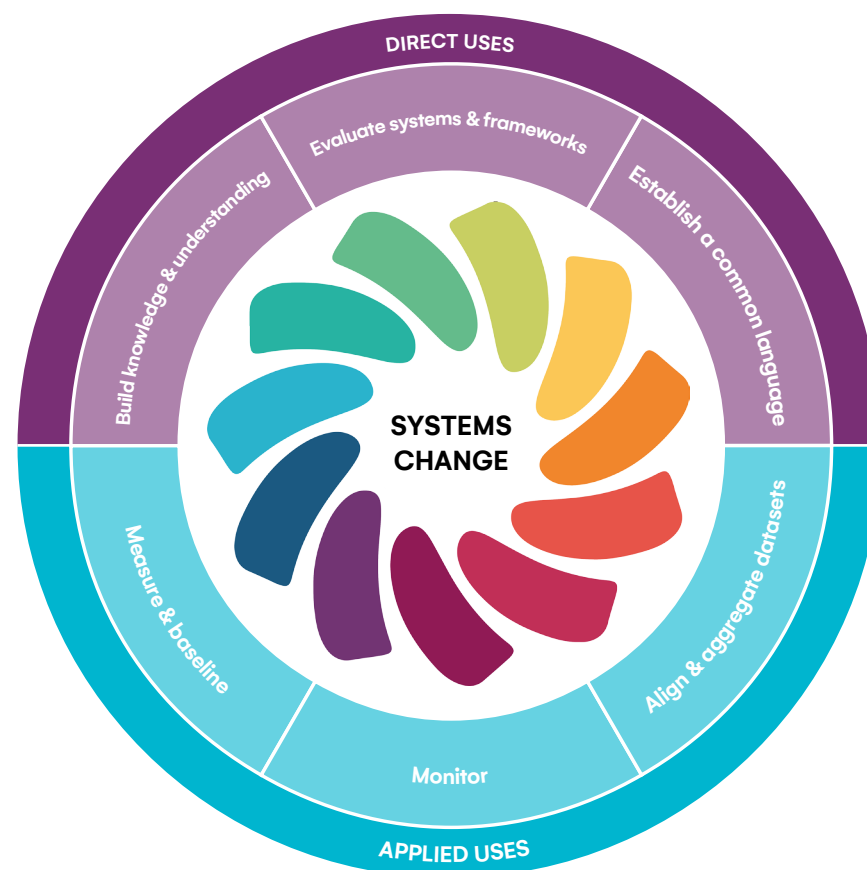 DIRECT USES
Evaluate systems & frameworks
Build knowledge & understanding
Establish a common language
SYSTEMS
CHANGE
Measure & baseline
Align & aggregate datasets
Monitor
APPLIED USES